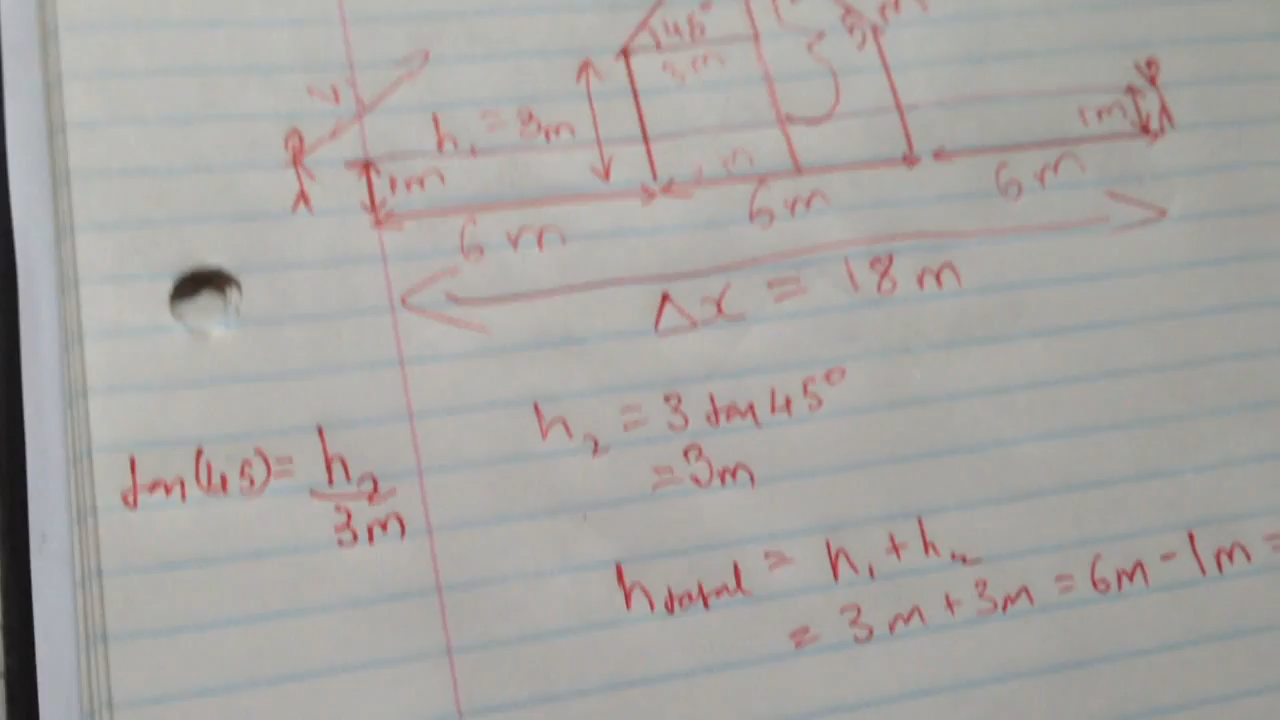 45°
3m
3m
V
h₁ = 3m
1m
1m
6m
6m
6m
Δx = 18m
tan(45) = h₂/3m
h₂ = 3 tan 45°
= 3m
h total = h₁ + h₂
= 3m + 3m = 6m - 1m =